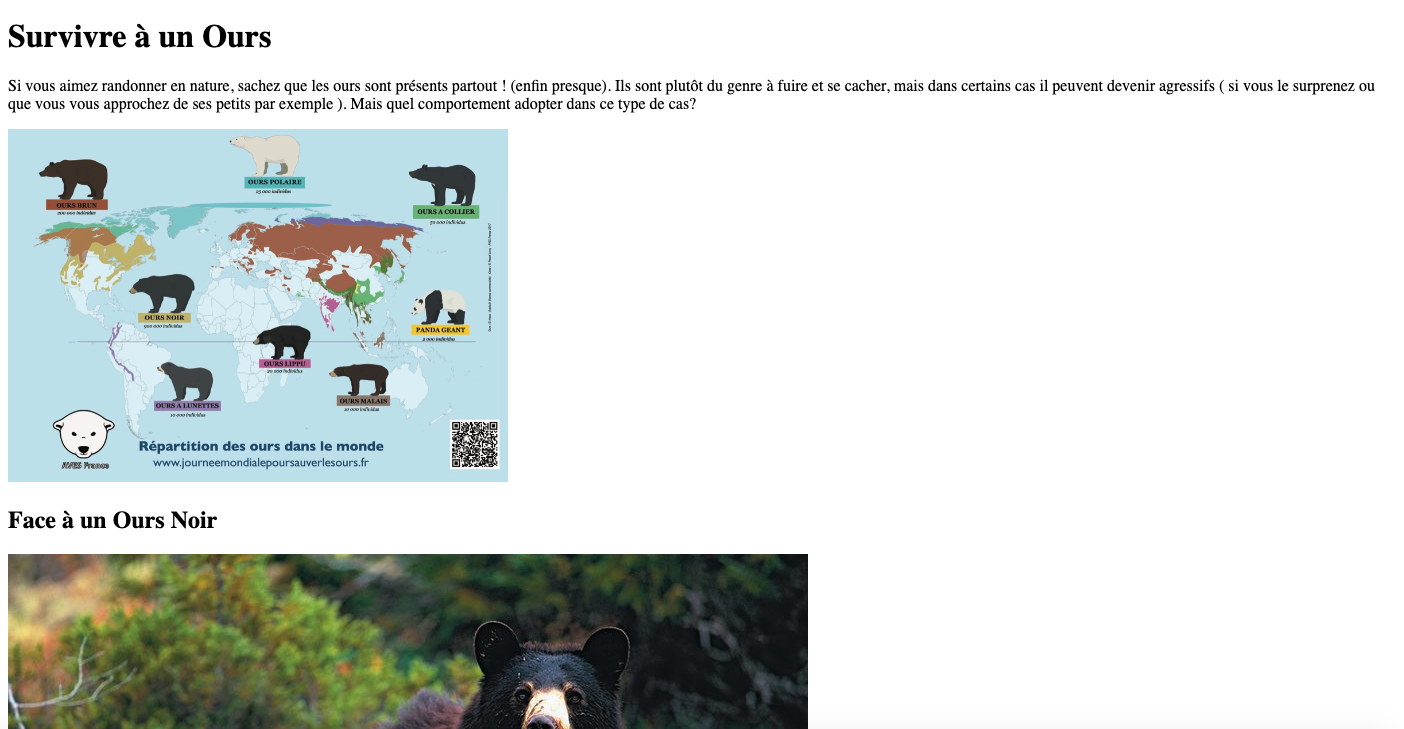 Survivre à un Ours
Si vous aimez randonner en nature, sachez que les ours sont présents partout ! (enfin presque). Ils sont plutôt du genre à fuire et se cacher, mais dans certains cas il peuvent devenir agressifs ( si vous le surprenez ou
que vous vous approchez de ses petits par exemple ). Mais quel comportement adopter dans ce type de cas?
OURS POLAIRE
25 000 individus
OURS BRUN
200 000 individus
OURS A COLLIER
50 000 individus
OURS NOIR
900 000 individus
PANDA GEANT
2 000 individus
OURS LIPPU
20 000 individus
OURS MALAIS
10 000 individus
OURS A LUNETTES
10 000 individus
AVES France
Répartition des ours dans le monde
www.journeemondialepoursauverlesours.fr
Face à un Ours Noir